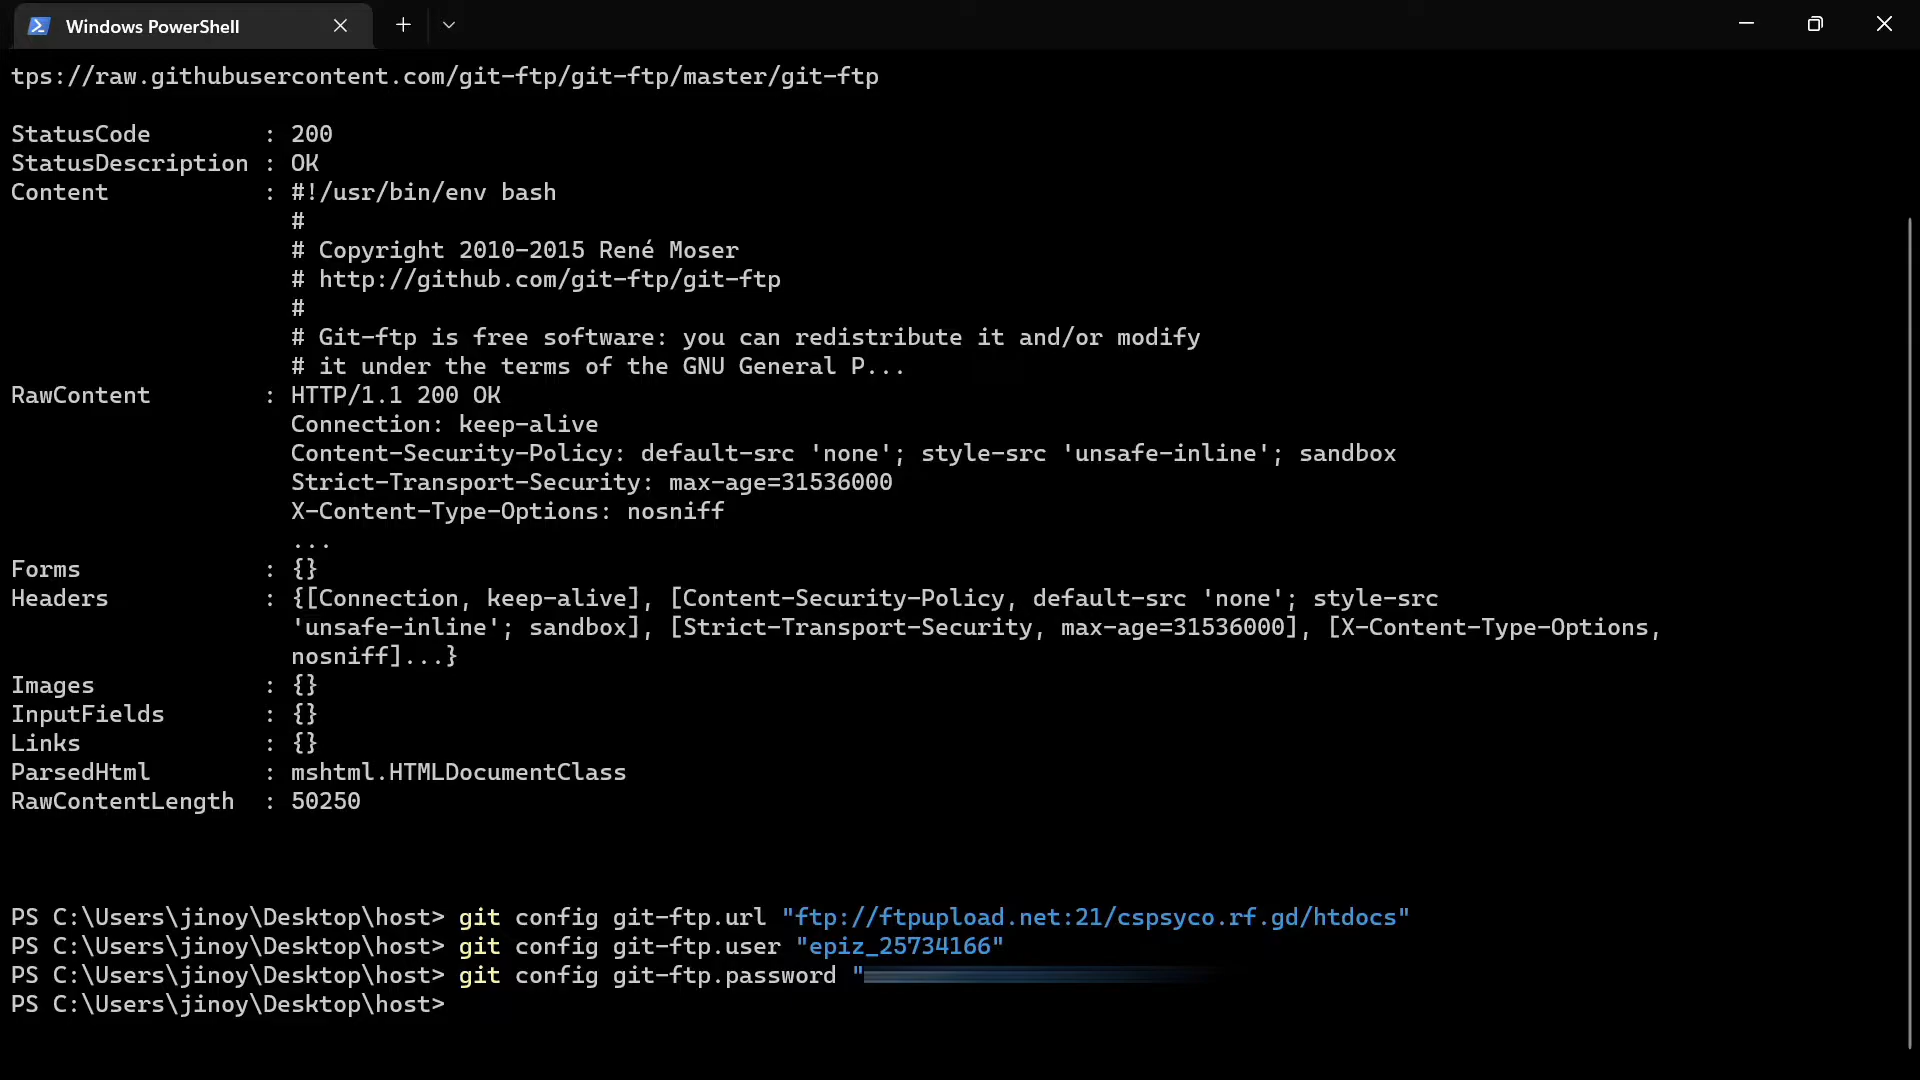 Windows PowerShell
tps://raw.githubusercontent.com/git-ftp/git-ftp/master/git-ftp
StatusCode : 200
StatusDescription : OK
Content : #!/usr/bin/env bash
#
# Copyright 2010-2015 René Moser
# http://github.com/git-ftp/git-ftp
#
# Git-ftp is free software: you can redistribute it and/or modify
# it under the terms of the GNU General P...
RawContent : HTTP/1.1 200 OK
Connection: keep-alive
Content-Security-Policy: default-src 'none'; style-src 'unsafe-inline'; sandbox
Strict-Transport-Security: max-age=31536000
X-Content-Type-Options: nosniff
...
Forms : {}
Headers : {[Connection, keep-alive], [Content-Security-Policy, default-src 'none'; style-src
'unsafe-inline'; sandbox], [Strict-Transport-Security, max-age=31536000], [X-Content-Type-Options,
nosniff]...}
Images : {}
InputFields : {}
Links : {}
ParsedHtml : mshtml.HTMLDocumentClass
RawContentLength : 50250
PS C:\Users\jinoy\Desktop\host> git config git-ftp.url "ftp://ftpupload.net:21/cspsyco.rf.gd/htdocs"
PS C:\Users\jinoy\Desktop\host> git config git-ftp.user "epiz_25734166"
PS C:\Users\jinoy\Desktop\host> git config git-ftp.password "
PS C:\Users\jinoy\Desktop\host>